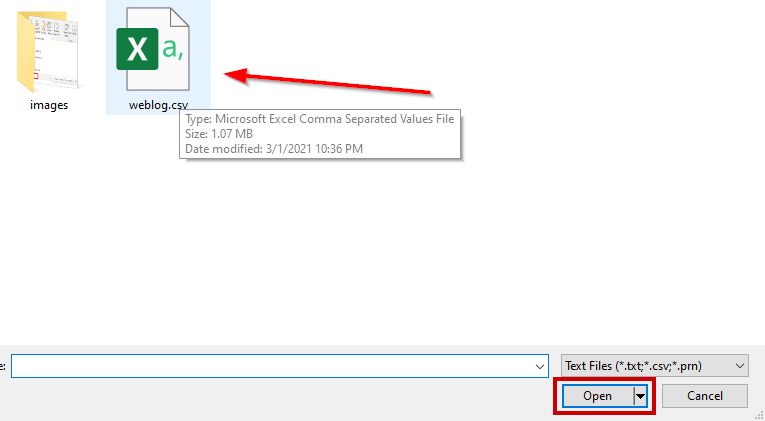 X a,
images
weblog.csv
Type: Microsoft Excel Comma Separated Values File
Size: 1.07 MB
Date modified: 3/1/2021 10:36 PM
e:
Text Files (*.txt;*.csv;*.prn)
Open
Cancel